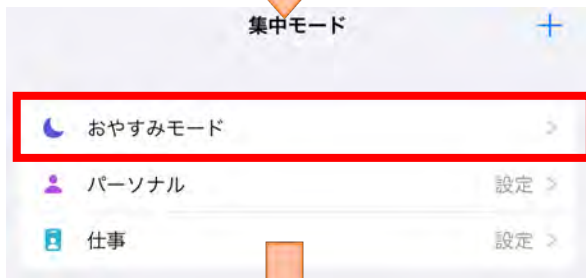 集中モード
おやすみモード
パーソナル 設定
仕事 設定